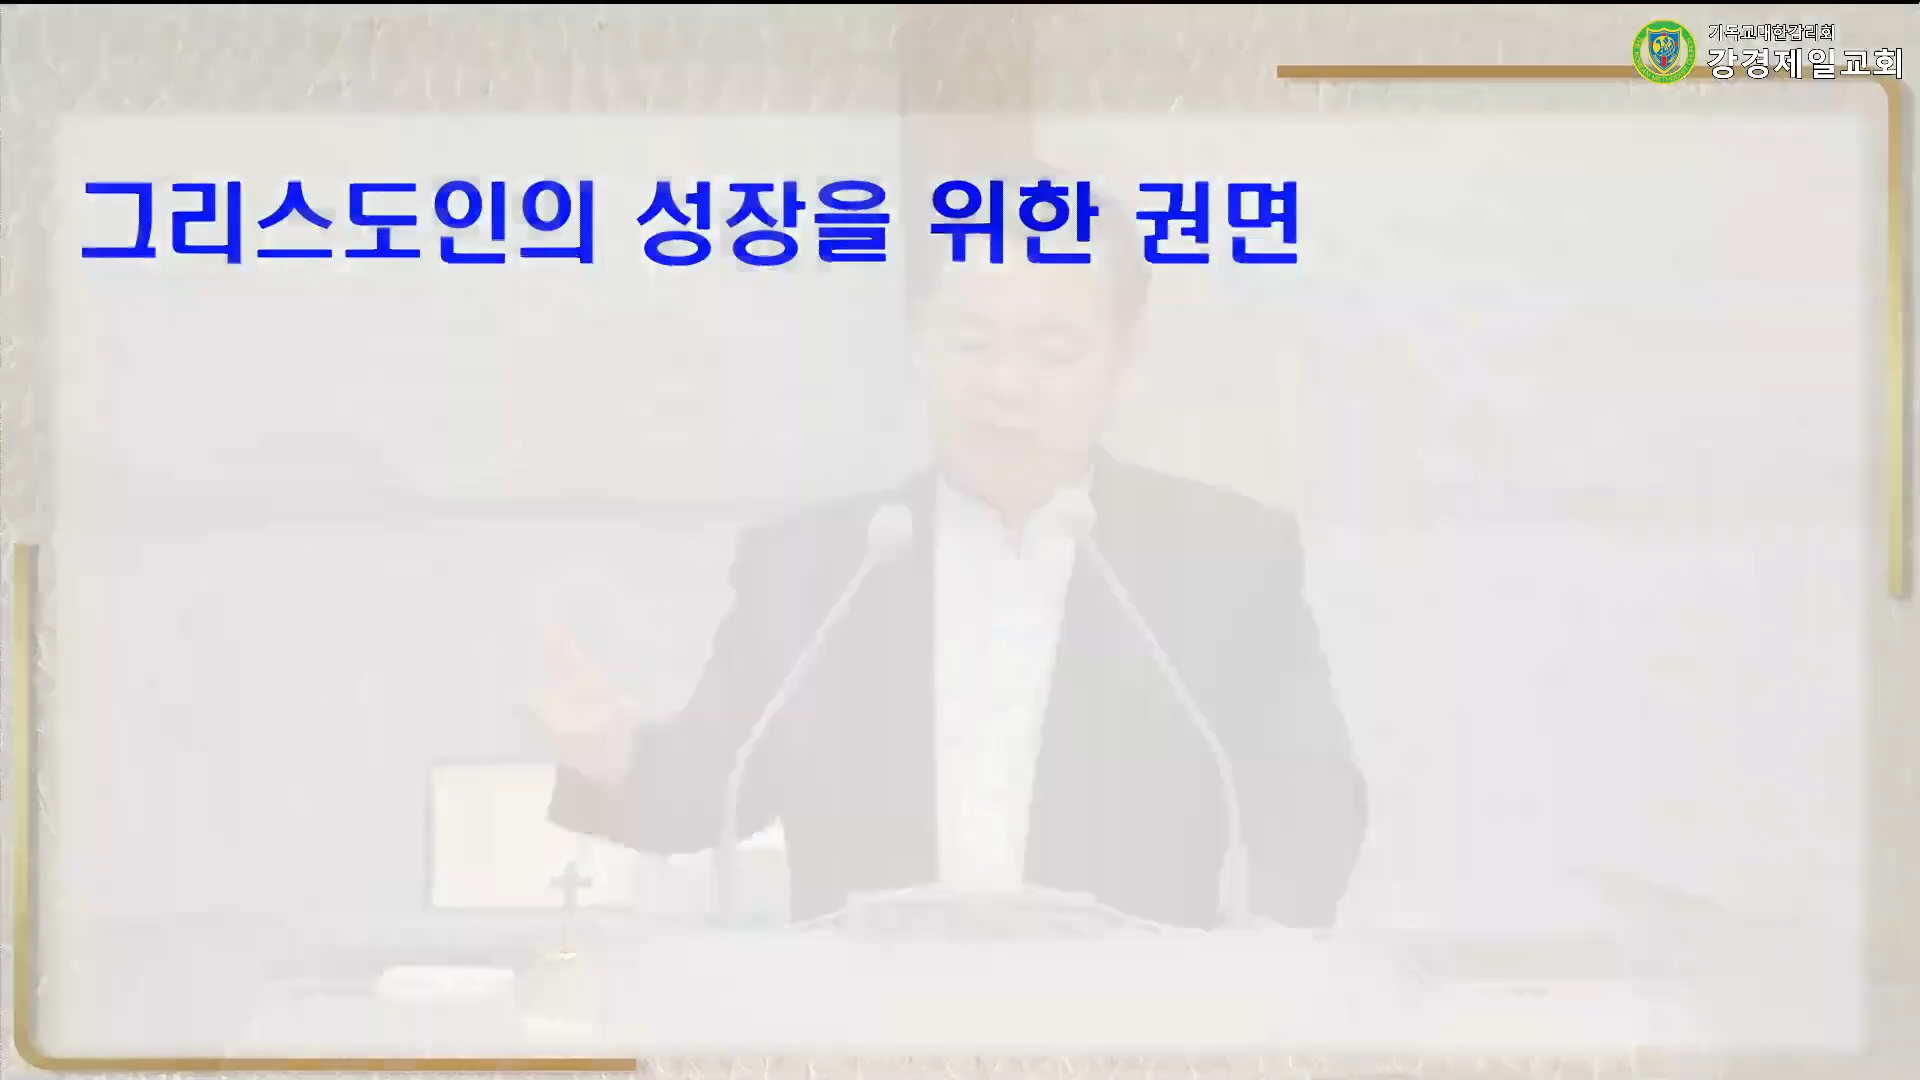 기독교대한감리회
강경제일교회
그리스도인의 성장을 위한 권면